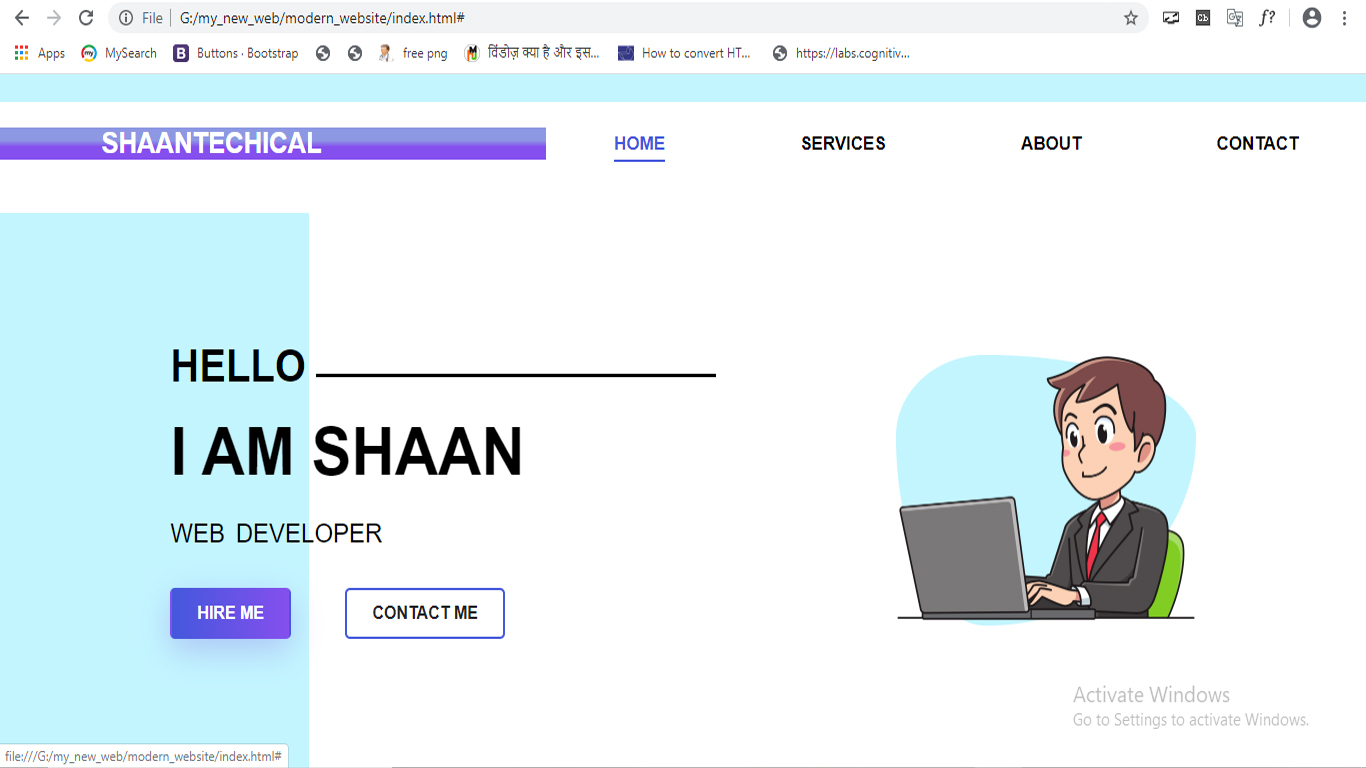 File G:/my_new_web/modern_website/index.html#
Apps MySearch Buttons · Bootstrap free png विंडोज़ क्या है और इस... How to convert HT... https://labs.cognitiv...
SHAANTECHICAL HOME SERVICES ABOUT CONTACT
HELLO
I AM SHAAN
WEB DEVELOPER
HIRE ME CONTACT ME
Activate Windows
Go to Settings to activate Windows.
file:///G:/my_new_web/modern_website/index.html#